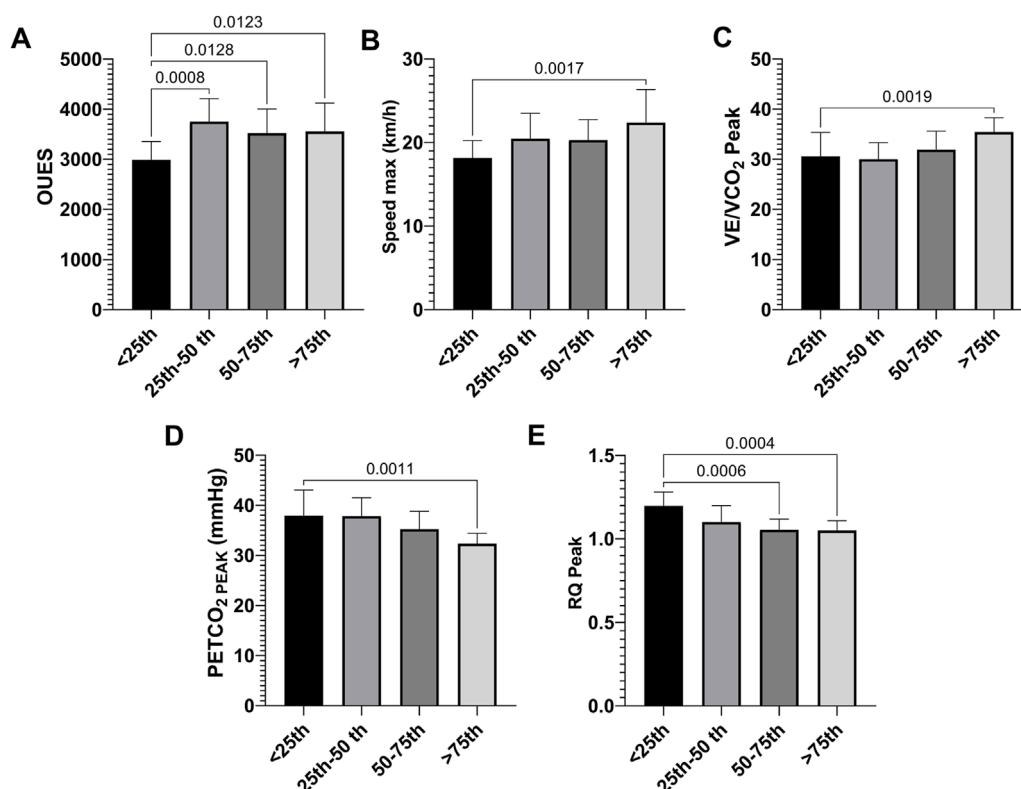 A
OUES
5000
4000
3000
2000
1000
0
0.0123
0.0128
0.0008
<25th
25th-50 th
50-75th
>75th
B
Speed max (km/h)
30
20
10
0
0.0017
<25th
25th-50 th
50-75th
>75th
C
VE/VCO2 Peak
50
40
30
20
10
0
0.0019
<25th
25th-50 th
50-75th
>75th
D
PETCO2 PEAK (mmHg)
50
40
30
20
10
0
0.0011
<25th
25th-50 th
50-75th
>75th
E
RQ Peak
1.5
1.0
0.5
0.0
0.0004
0.0006
<25th
25th-50 th
50-75th
>75th